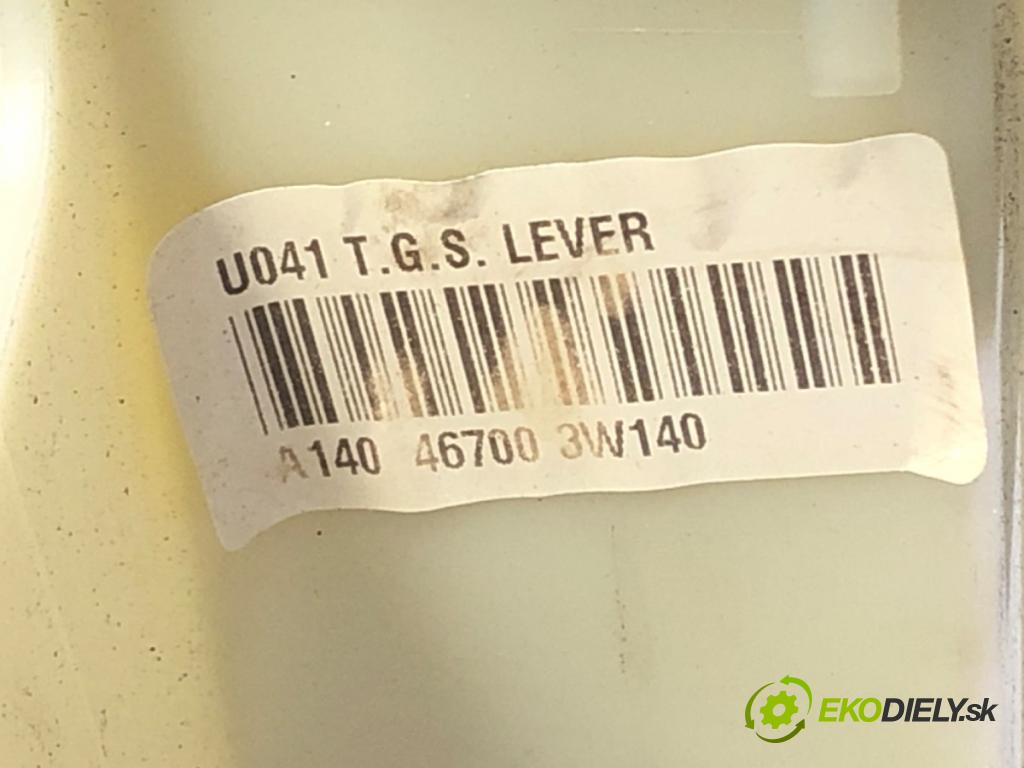 U041 T.G.S. LEVER
A140 46700 3W140
EKODIELY.sk